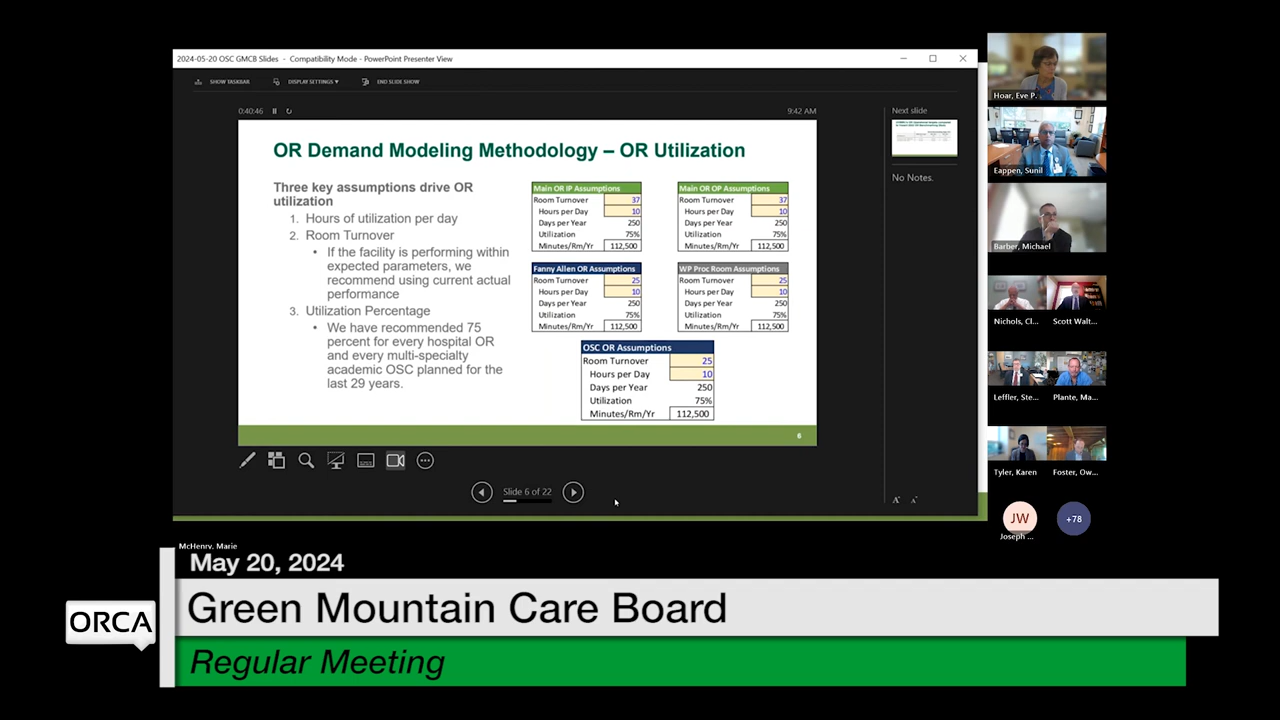 2024-05-20 OSC GMCB Slides - Compatibility Mode - PowerPoint Presenter View
SHOW TASKBAR
DISPLAY SETTINGS ▾
END SLIDE SHOW
0:40:46
9:42 AM
OR Demand Modeling Methodology – OR Utilization
Three key assumptions drive OR
utilization
1. Hours of utilization per day
2. Room Turnover
• If the facility is performing within
expected parameters, we
recommend using current actual
performance
3. Utilization Percentage
• We have recommended 75
percent for every hospital OR
and every multi-specialty
academic OSC planned for the
last 29 years.
Main OR IP Assumptions
Room Turnover 37
Hours per Day 10
Days per Year 250
Utilization 75%
Minutes/Rm/Yr 112,500
Main OR OP Assumptions
Room Turnover 37
Hours per Day 10
Days per Year 250
Utilization 75%
Minutes/Rm/Yr 112,500
Fanny Allen OR Assumptions
Room Turnover 25
Hours per Day 10
Days per Year 250
Utilization 75%
Minutes/Rm/Yr 112,500
WP Proc Room Assumptions
Room Turnover 25
Hours per Day 10
Days per Year 250
Utilization 75%
Minutes/Rm/Yr 112,500
OSC OR Assumptions
Room Turnover 25
Hours per Day 10
Days per Year 250
Utilization 75%
Minutes/Rm/Yr 112,500
6
Slide 6 of 22
Next slide
No Notes.
A A
Hoar, Eve P.
Eappen, Sunil
Barber, Michael
Nichols, Cl...
Scott Walt...
Leffler, Ste...
Plante, Ma...
Tyler, Karen
Foster, Ow...
JW
Joseph ...
+78
McHenry, Marie
May 20, 2024
ORCA
Green Mountain Care Board
Regular Meeting